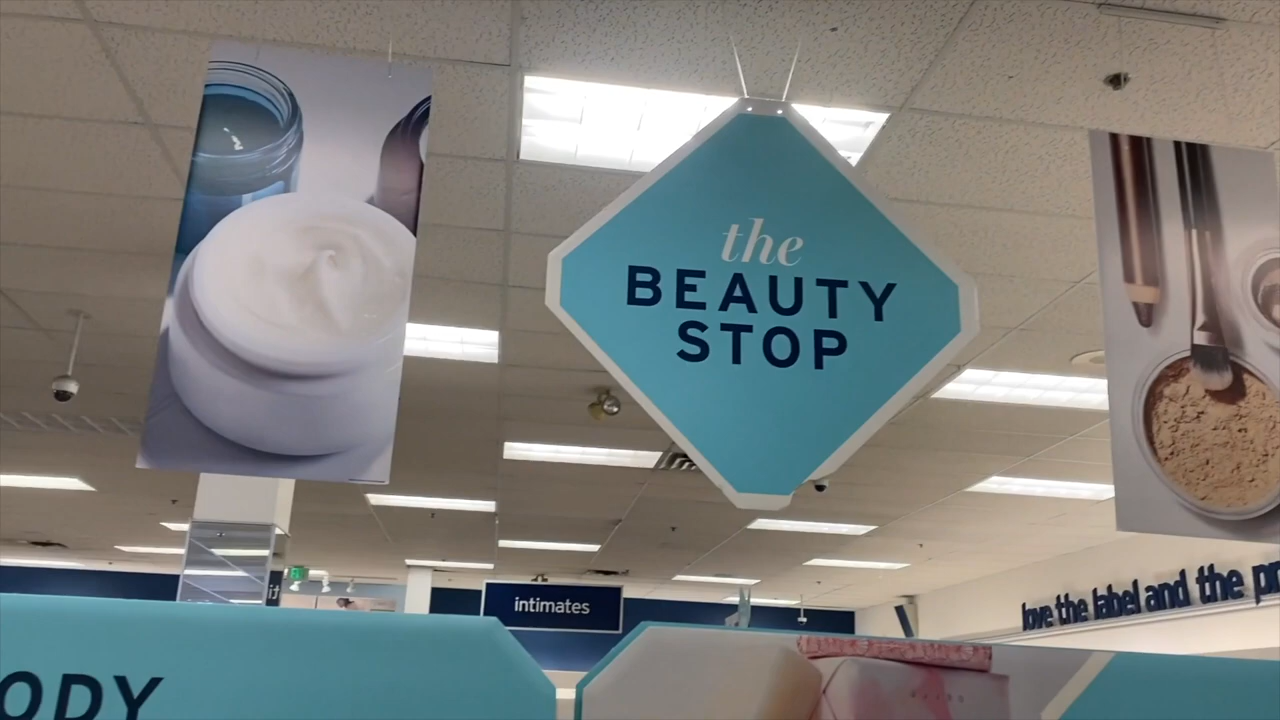 the
BEAUTY
STOP
intimates
love the label and the pr
ODY